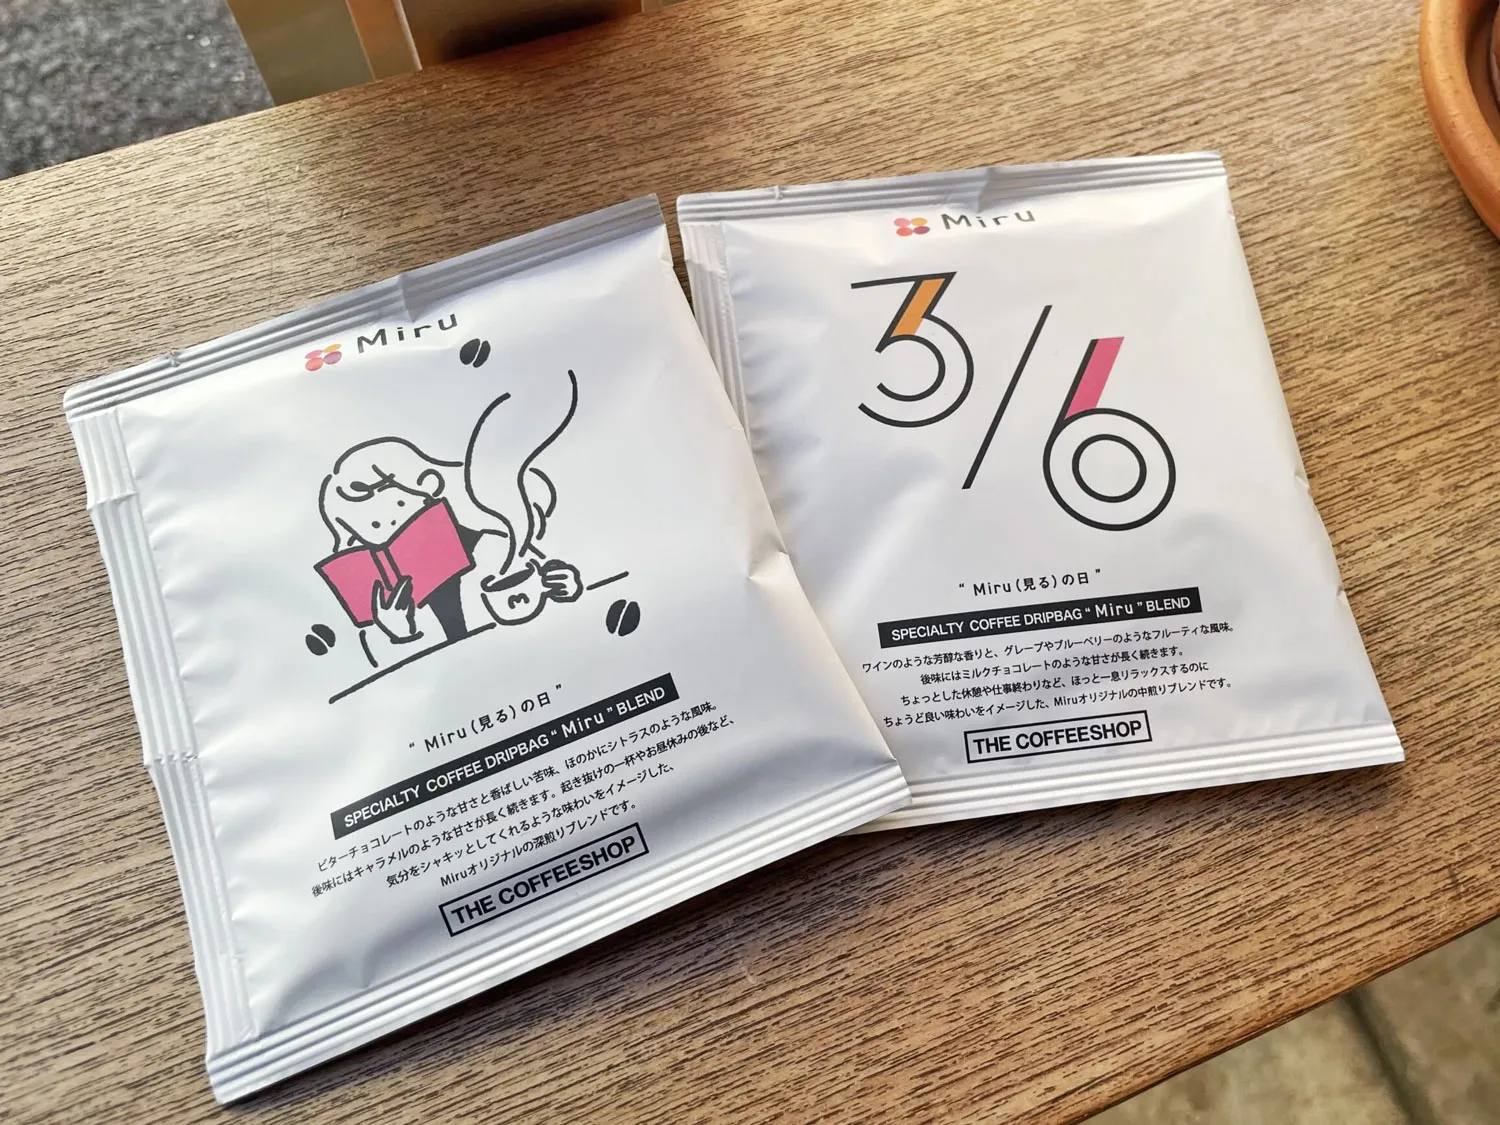 Miru
M
“ Miru(見る)の日 ”
SPECIALTY COFFEE DRIPBAG “ Miru ” BLEND
ビターチョコレートのような甘さと香ばしい苦味、ほのかにシトラスのような風味。
後味にはキャラメルのような甘さが長く続きます。起き抜けの一杯やお昼休みの後など、
気分をシャキッとしてくれるような味わいをイメージした、
Miruオリジナルの深煎りブレンドです。
THE COFFEESHOP
Miru
3/6
“ Miru(見る)の日 ”
SPECIALTY COFFEE DRIPBAG “ Miru ” BLEND
ワインのような芳醇な香りと、グレープやブルーベリーのようなフルーティな風味。
後味にはミルクチョコレートのような甘さが長く続きます。
ちょっとした休憩や仕事終わりなど、ほっと一息リラックスするのに
ちょうど良い味わいをイメージした、Miruオリジナルの中煎りブレンドです。
THE COFFEESHOP